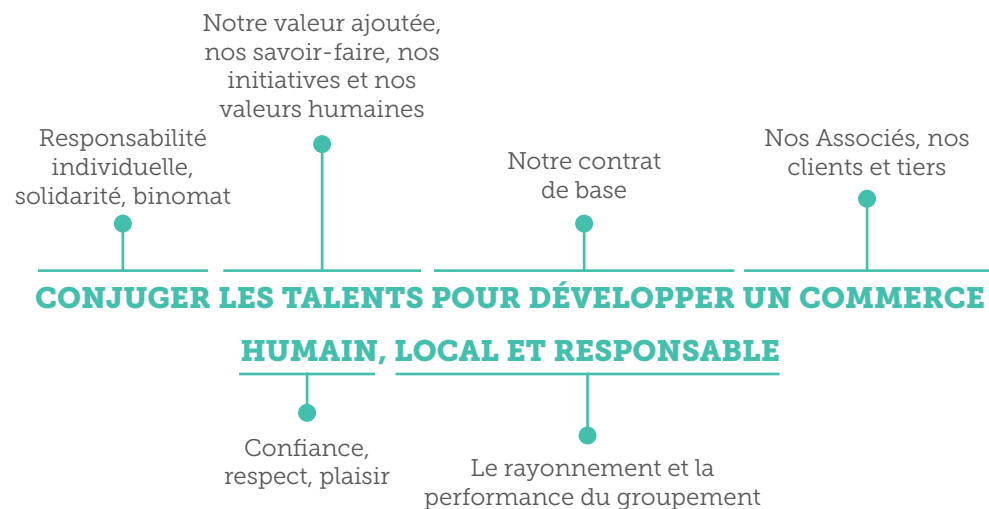 Notre valeur ajoutée,
nos savoir-faire, nos
initiatives et nos
valeurs humaines
Responsabilité
individuelle,
solidarité, binomat
Notre contrat
de base
Nos Associés, nos
clients et tiers
CONJUGER LES TALENTS POUR DÉVELOPPER UN COMMERCE
HUMAIN, LOCAL ET RESPONSABLE
Confiance,
respect, plaisir
Le rayonnement et la
performance du groupement